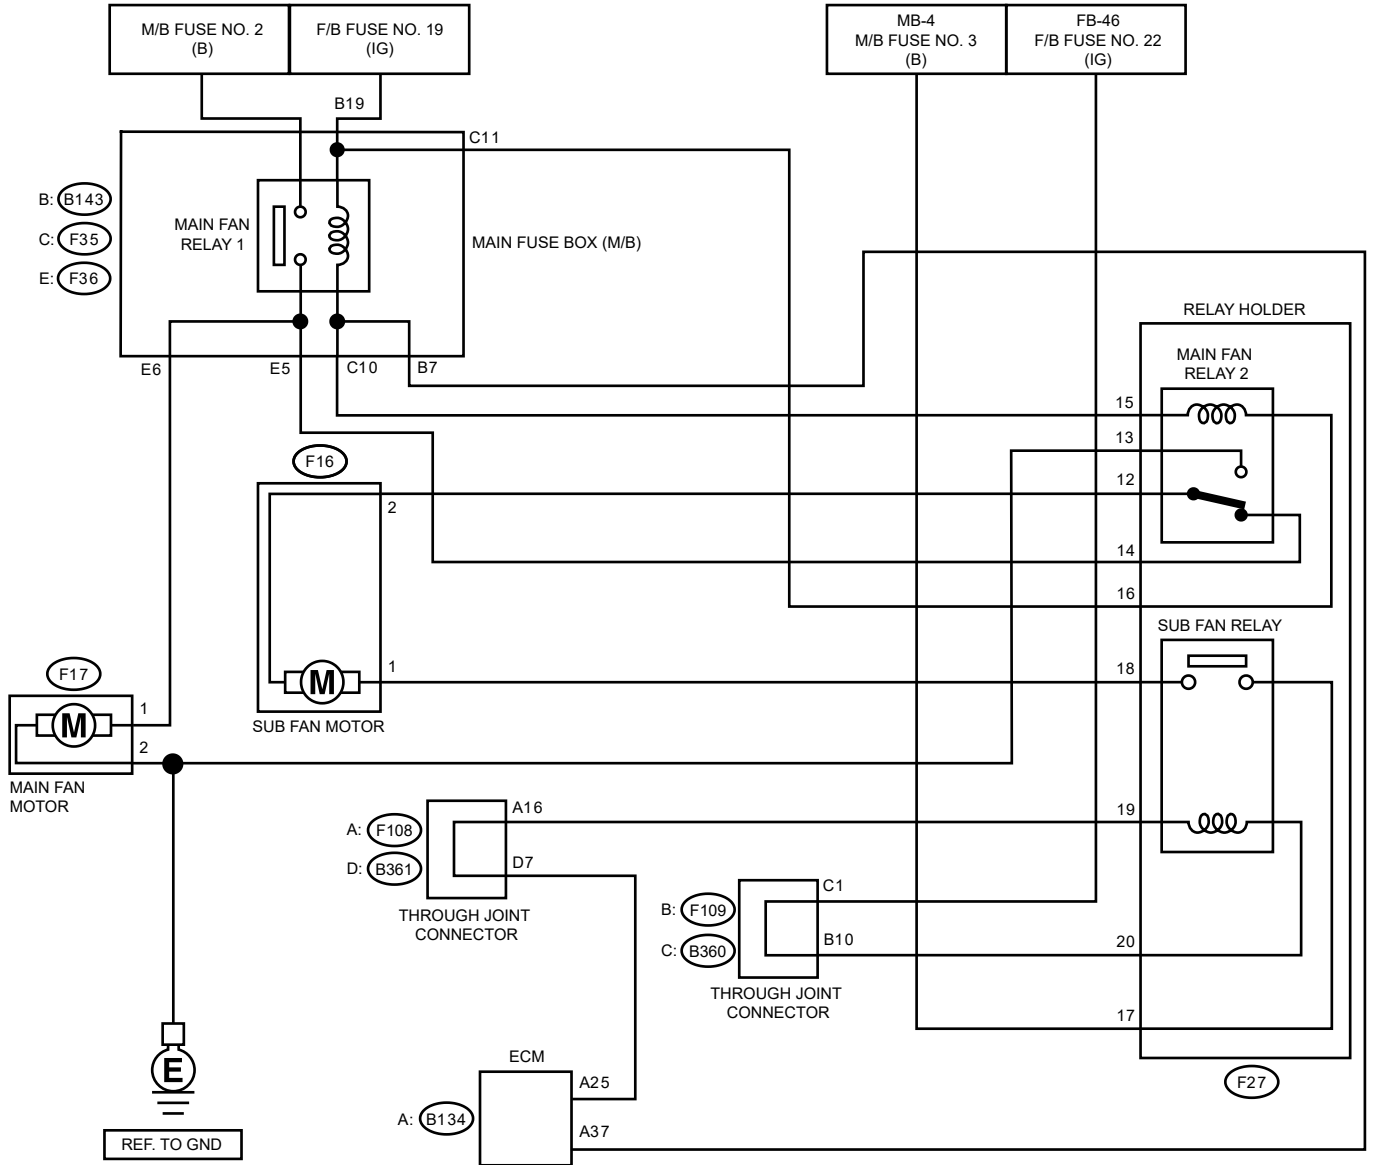 M/B FUSE NO. 2
(B)
F/B FUSE NO. 19
(IG)
MB-4
M/B FUSE NO. 3
(B)
FB-46
F/B FUSE NO. 22
(IG)
B19
C11
B: B143
C: F35
E: F36
MAIN FAN
RELAY 1
MAIN FUSE BOX (M/B)
E6
E5
C10
B7
RELAY HOLDER
MAIN FAN
RELAY 2
15
13
12
14
16
F16
2
1
M
SUB FAN MOTOR
SUB FAN RELAY
18
F17
M
1
2
MAIN FAN
MOTOR
A: F108
D: B361
A16
D7
THROUGH JOINT
CONNECTOR
19
B: F109
C: B360
C1
B10
THROUGH JOINT
CONNECTOR
20
17
F27
E
REF. TO GND
ECM
A: B134
A25
A37